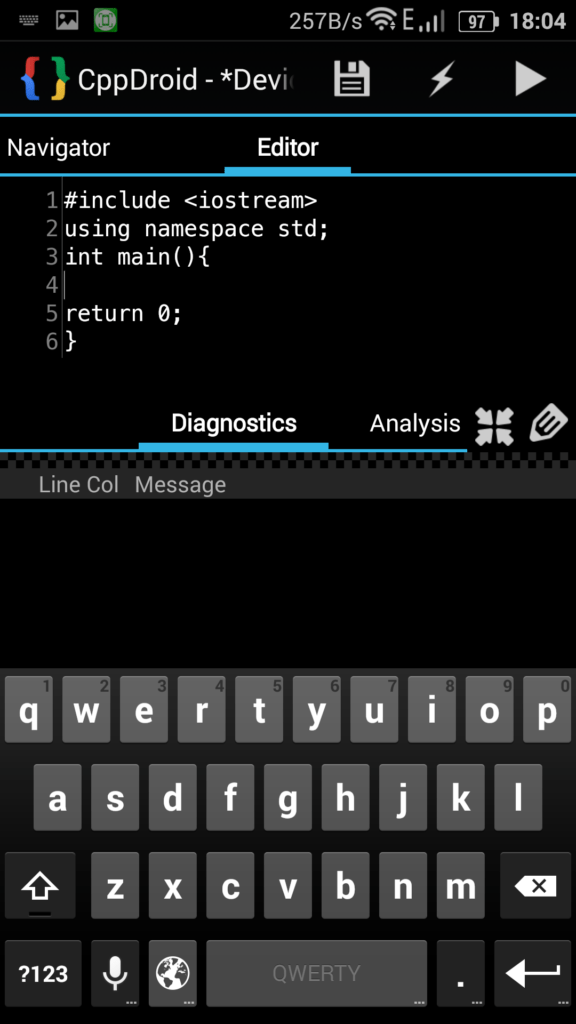 257B/s E 97 18:04
CppDroid - *Devi
Navigator Editor
1 #include <iostream>
2 using namespace std;
3 int main(){
4
5 return 0;
6 }
Diagnostics Analysis
Line Col Message
1 2 3 4 5 6 7 8 9 0
q w e r t y u i o p
a s d f g h j k l
z x c v b n m
?123 QWERTY .